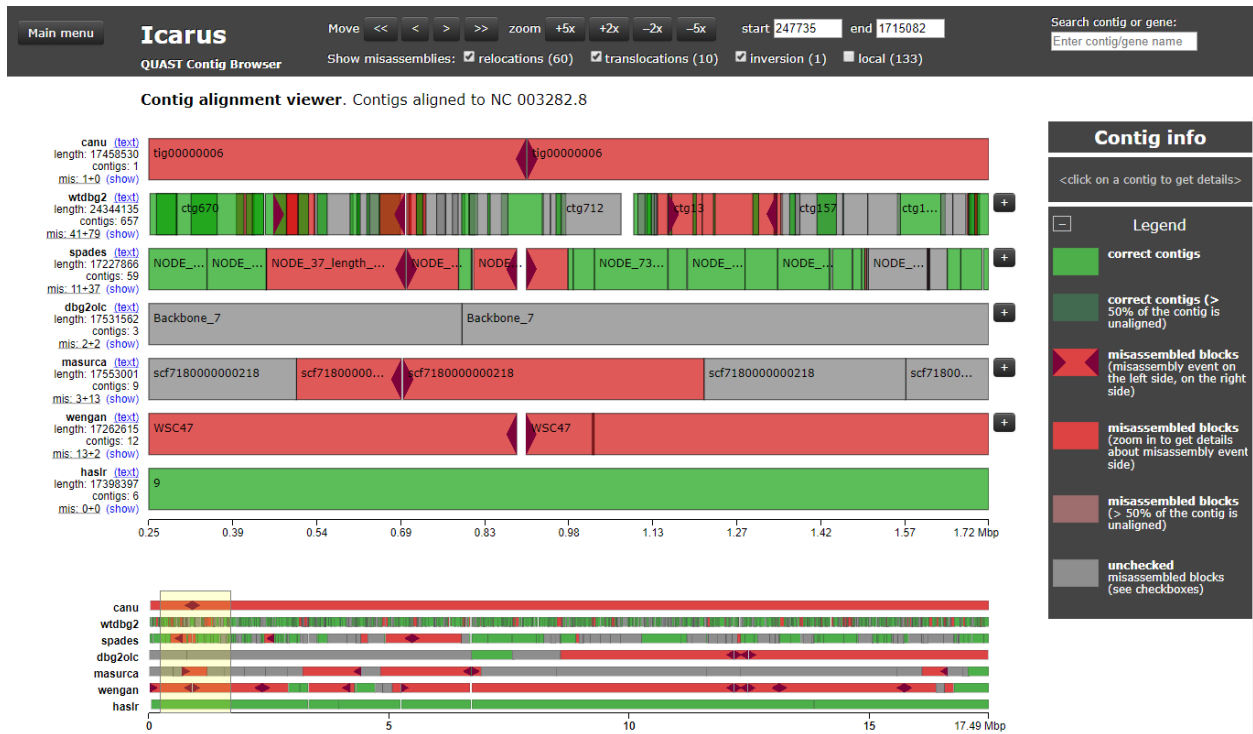 Main menu
Icarus
QUAST Contig Browser
Move << < > >> zoom +5x +2x −2x −5x start 247735 end 1715082
Show misassemblies: relocations (60) translocations (10) inversion (1) local (133)
Search contig or gene:
Enter contig/gene name
Contig alignment viewer. Contigs aligned to NC 003282.8
canu (text)
length: 17458530
contigs: 1
mis: 1+0 (show)
tig00000006 tig00000006
wtdbg2 (text)
length: 24344135
contigs: 657
mis: 41+79 (show)
ctg670 ctg712 ctg13 ctg157 ctg1... +
spades (text)
length: 17227866
contigs: 59
mis: 11+37 (show)
NODE_... NODE_... NODE_37_length_... NODE_... NODE... NODE_73... NODE_... NODE_... NODE_... +
dbg2olc (text)
length: 17531562
contigs: 3
mis: 2+2 (show)
Backbone_7 Backbone_7 +
masurca (text)
length: 17553001
contigs: 9
mis: 3+13 (show)
scf7180000000218 scf71800000... scf7180000000218 scf7180000000218 scf71800... +
wengan (text)
length: 17262615
contigs: 12
mis: 13+2 (show)
WSC47 WSC47 +
haslr (text)
length: 17398397
contigs: 6
mis: 0+0 (show)
9
0.25 0.39 0.54 0.69 0.83 0.98 1.13 1.27 1.42 1.57 1.72 Mbp
Contig info
<click on a contig to get details>
− Legend
correct contigs
correct contigs (>
50% of the contig is
unaligned)
misassembled blocks
(misassembly event on
the left side, on the right
side)
misassembled blocks
(zoom in to get details
about misassembly event
side)
misassembled blocks
(> 50% of the contig is
unaligned)
unchecked
misassembled blocks
(see checkboxes)
canu
wtdbg2
spades
dbg2olc
masurca
wengan
haslr
0 5 10 15 17.49 Mbp